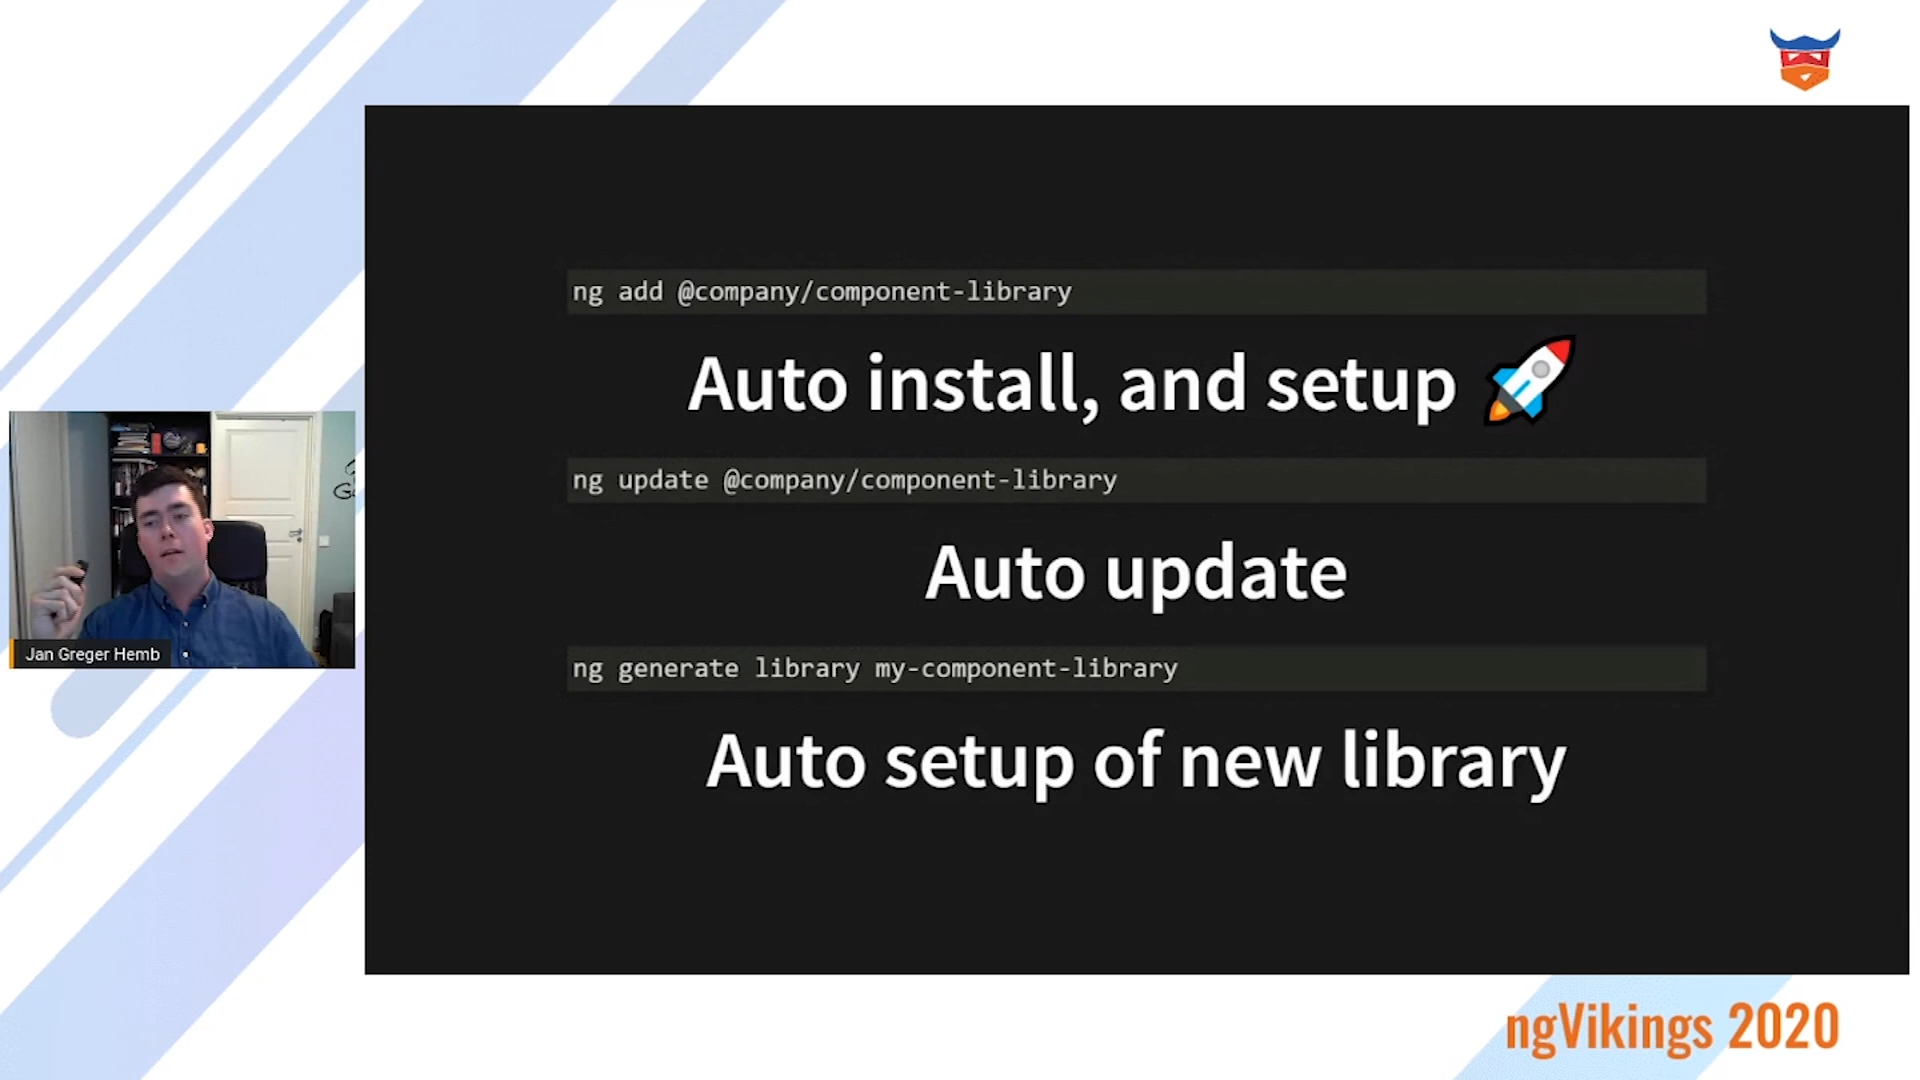 ng add @company/component-library
Auto install, and setup 🚀
ng update @company/component-library
Auto update
ng generate library my-component-library
Auto setup of new library
Jan Greger Hemb
ngVikings 2020